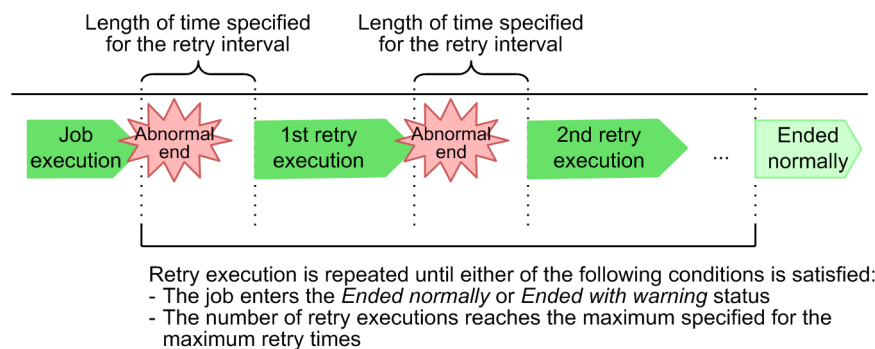 Length of time specified
for the retry interval
Length of time specified
for the retry interval
Job
execution
Abnormal
end
1st retry
execution
Abnormal
end
2nd retry
execution
...
Ended
normally
Retry execution is repeated until either of the following conditions is satisfied:
- The job enters the Ended normally or Ended with warning status
- The number of retry executions reaches the maximum specified for the
maximum retry times